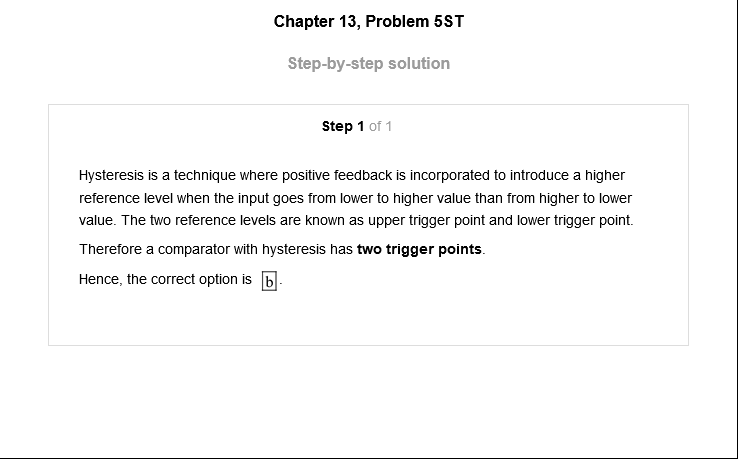 Chapter 13, Problem 5ST
Step-by-step solution
Step 1 of 1
Hysteresis is a technique where positive feedback is incorporated to introduce a higher
reference level when the input goes from lower to higher value than from higher to lower
value. The two reference levels are known as upper trigger point and lower trigger point.
Therefore a comparator with hysteresis has two trigger points.
Hence, the correct option is b.